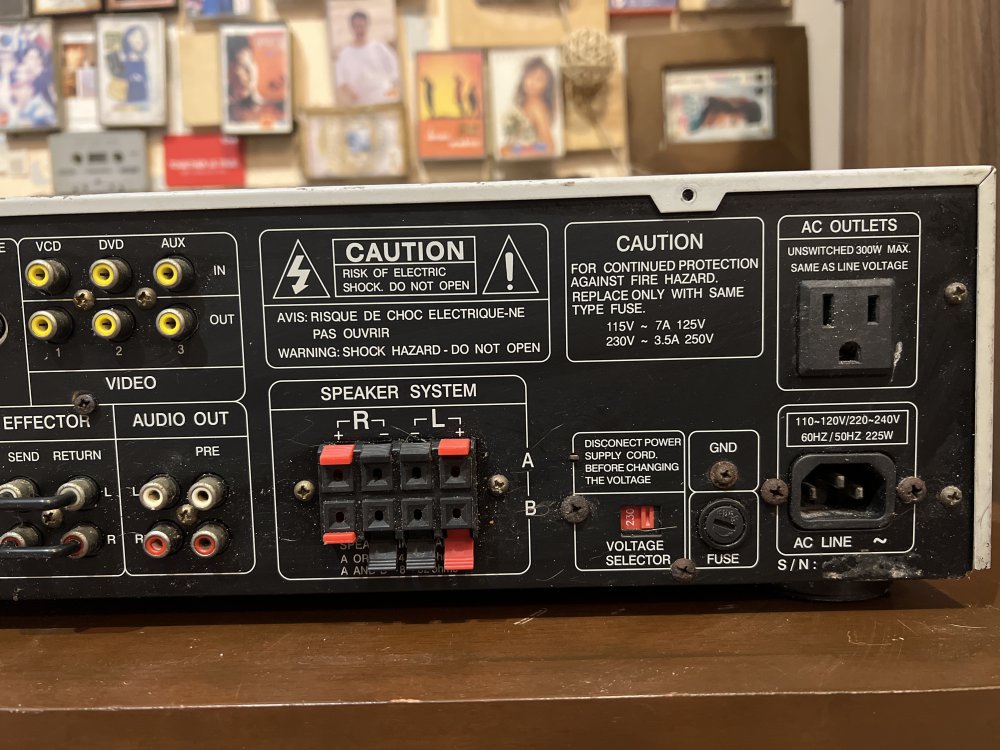 VCD DVD AUX
IN
OUT
1 2 3
VIDEO
EFFECTOR
SEND RETURN
L
R
AUDIO OUT
PRE
L
R
CAUTION
RISK OF ELECTRIC
SHOCK. DO NOT OPEN
AVIS: RISQUE DE CHOC ELECTRIQUE-NE
PAS OUVRIR
WARNING: SHOCK HAZARD - DO NOT OPEN
CAUTION
FOR CONTINUED PROTECTION
AGAINST FIRE HAZARD.
REPLACE ONLY WITH SAME
TYPE FUSE.
115V ~ 7A 125V
230V ~ 3.5A 250V
AC OUTLETS
UNSWITCHED 300W MAX.
SAME AS LINE VOLTAGE
SPEAKER SYSTEM
R L
+ - - +
A
B
A OR
A AND
DISCONECT POWER
SUPPLY CORD.
BEFORE CHANGING
THE VOLTAGE
230
VOLTAGE
SELECTOR
GND
FUSE
110~120V/220~240V
60HZ/50HZ 225W
AC LINE ~
S/N: